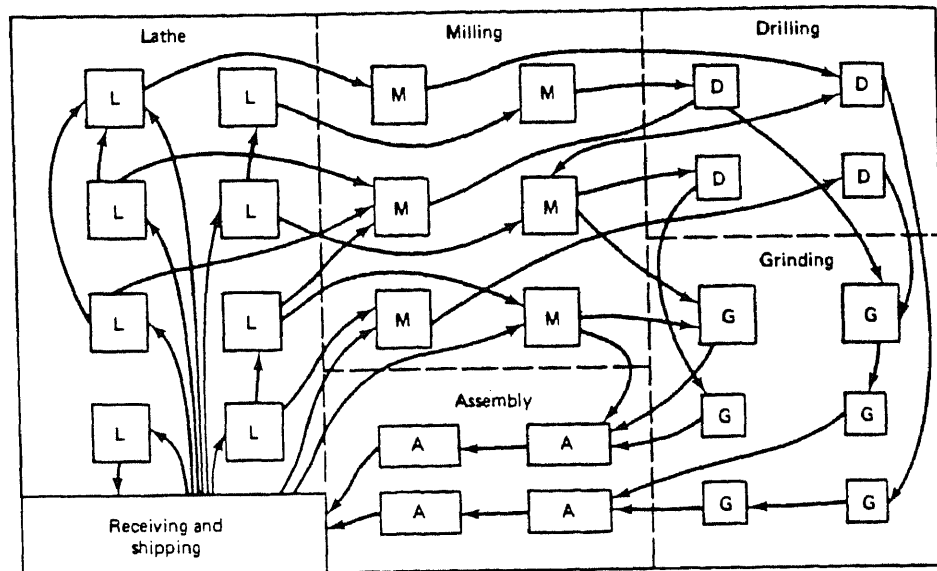 Lathe
Milling
Drilling
L
L
M
M
D
D
L
L
M
M
D
D
Grinding
L
L
M
M
G
G
Assembly
L
L
A
A
G
G
A
A
G
G
Receiving and
shipping